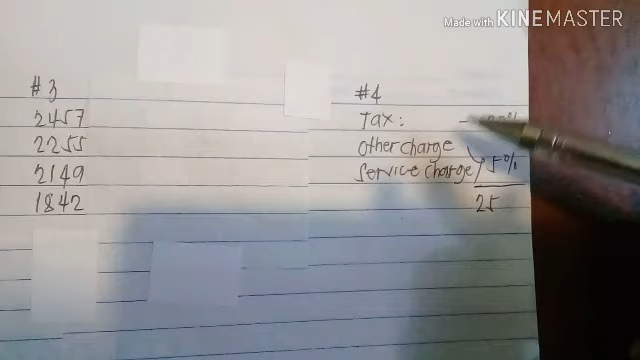 Made with KINEMASTER
#3
2457
2255
2149
1842
#4
Tax:
other charge
service charge 5%
25